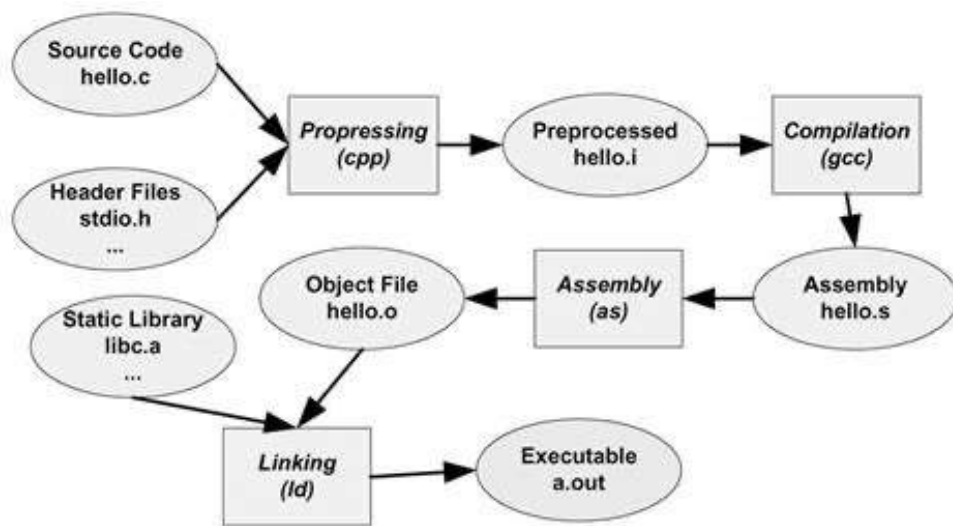 Source Code
hello.c
Header Files
stdio.h
...
Propressing
(cpp)
Preprocessed
hello.i
Compilation
(gcc)
Assembly
hello.s
Assembly
(as)
Object File
hello.o
Static Library
libc.a
...
Linking
(ld)
Executable
a.out